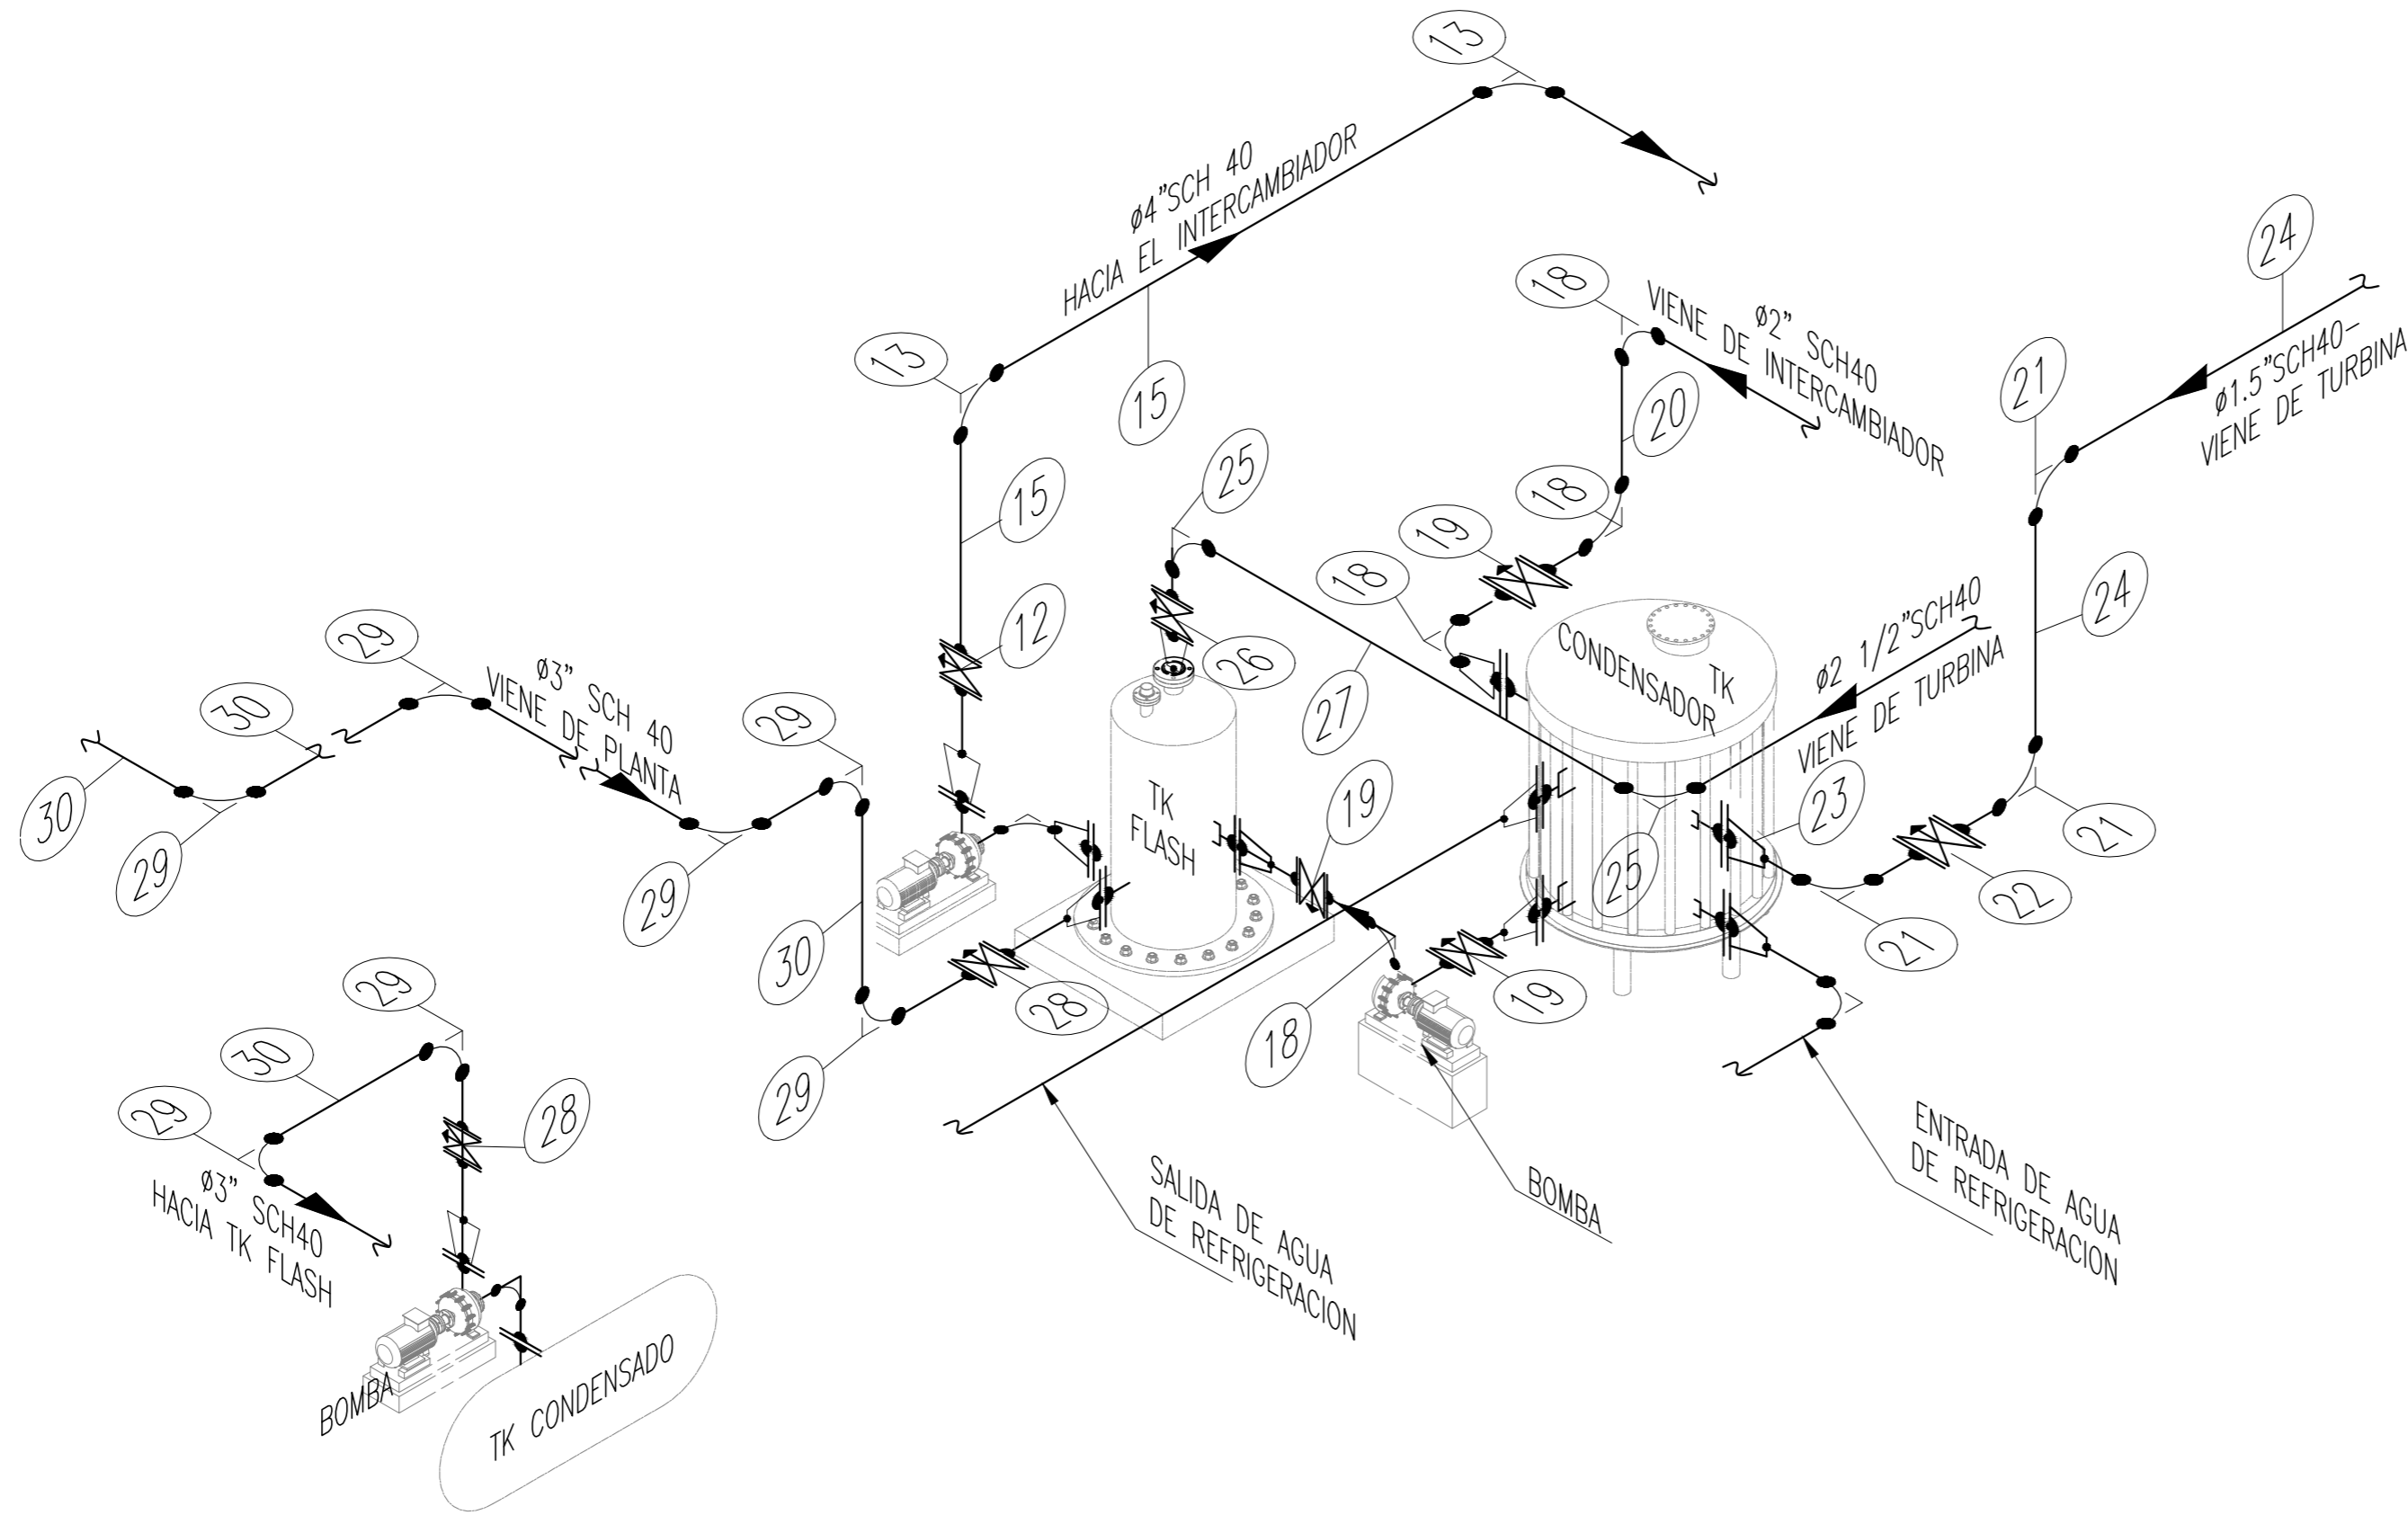 13
ø4"SCH 40
HACIA EL INTERCAMBIADOR
24
18
ø2" SCH40
VIENE DE INTERCAMBIADOR
ø1.5"SCH40-
VIENE DE TURBINA
13
15
21
20
25
15
18
19
18
24
12
29
ø3" SCH 40
VIENE DE PLANTA
26
27
TK
CONDENSADOR
ø2 1/2"SCH40
VIENE DE TURBINA
30
29
TK
FLASH
19
23
21
30
29
29
25
22
21
30
28
19
18
29
30
29
29
28
ø3" SCH40
HACIA TK FLASH
SALIDA DE AGUA
DE REFRIGERACION
BOMBA
ENTRADA DE AGUA
DE REFRIGERACION
BOMBA
TK CONDENSADO